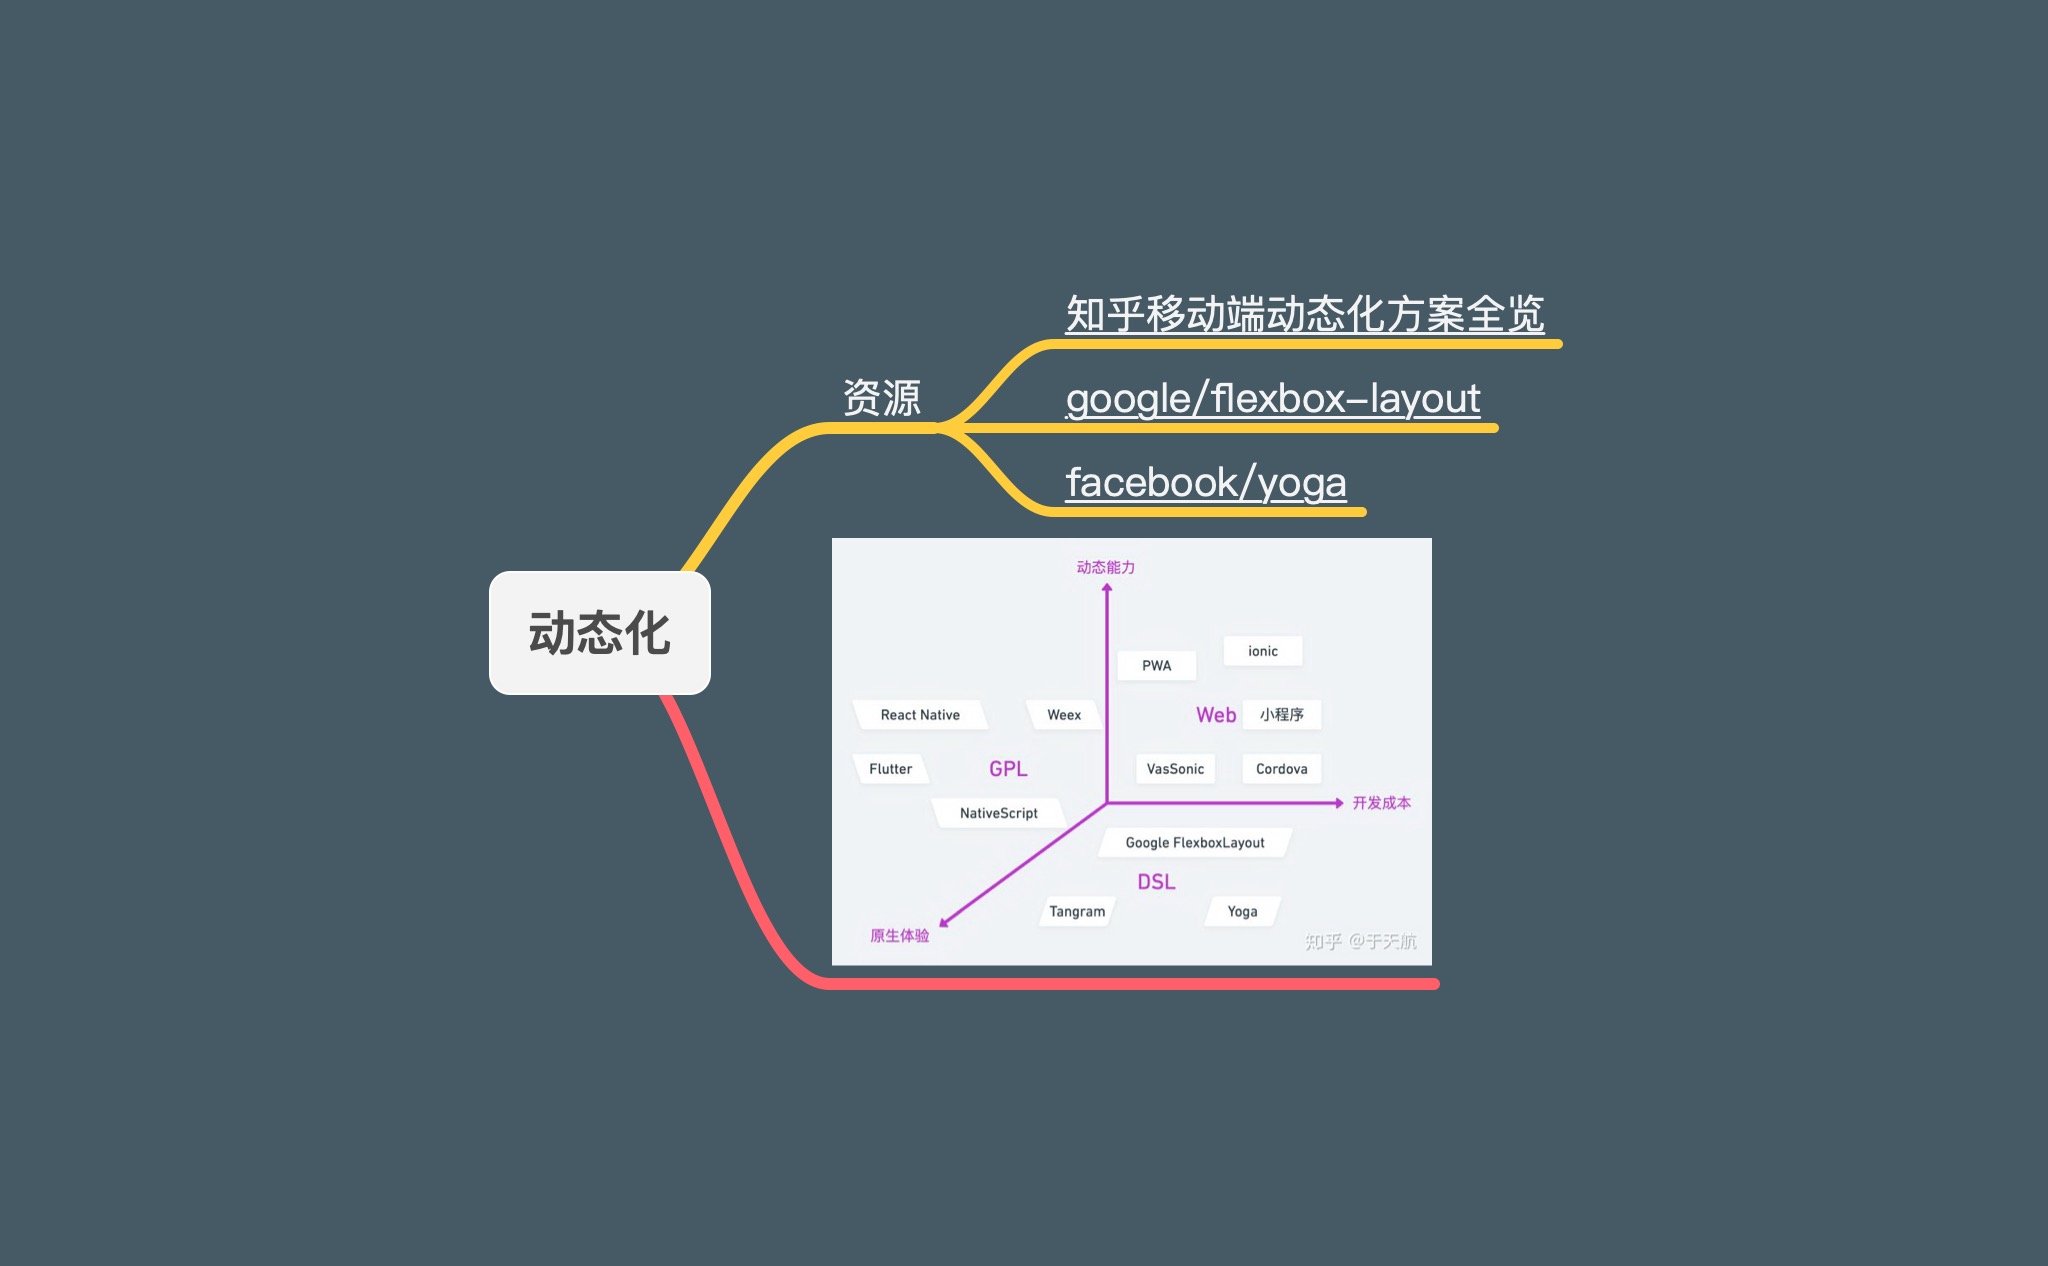 动态化
资源
知乎移动端动态化方案全览
google/flexbox-layout
facebook/yoga
动态能力
ionic
PWA
React Native
Weex
Web
小程序
Flutter
GPL
VasSonic
Cordova
开发成本
NativeScript
Google FlexboxLayout
DSL
Tangram
Yoga
原生体验
知乎 @于天航